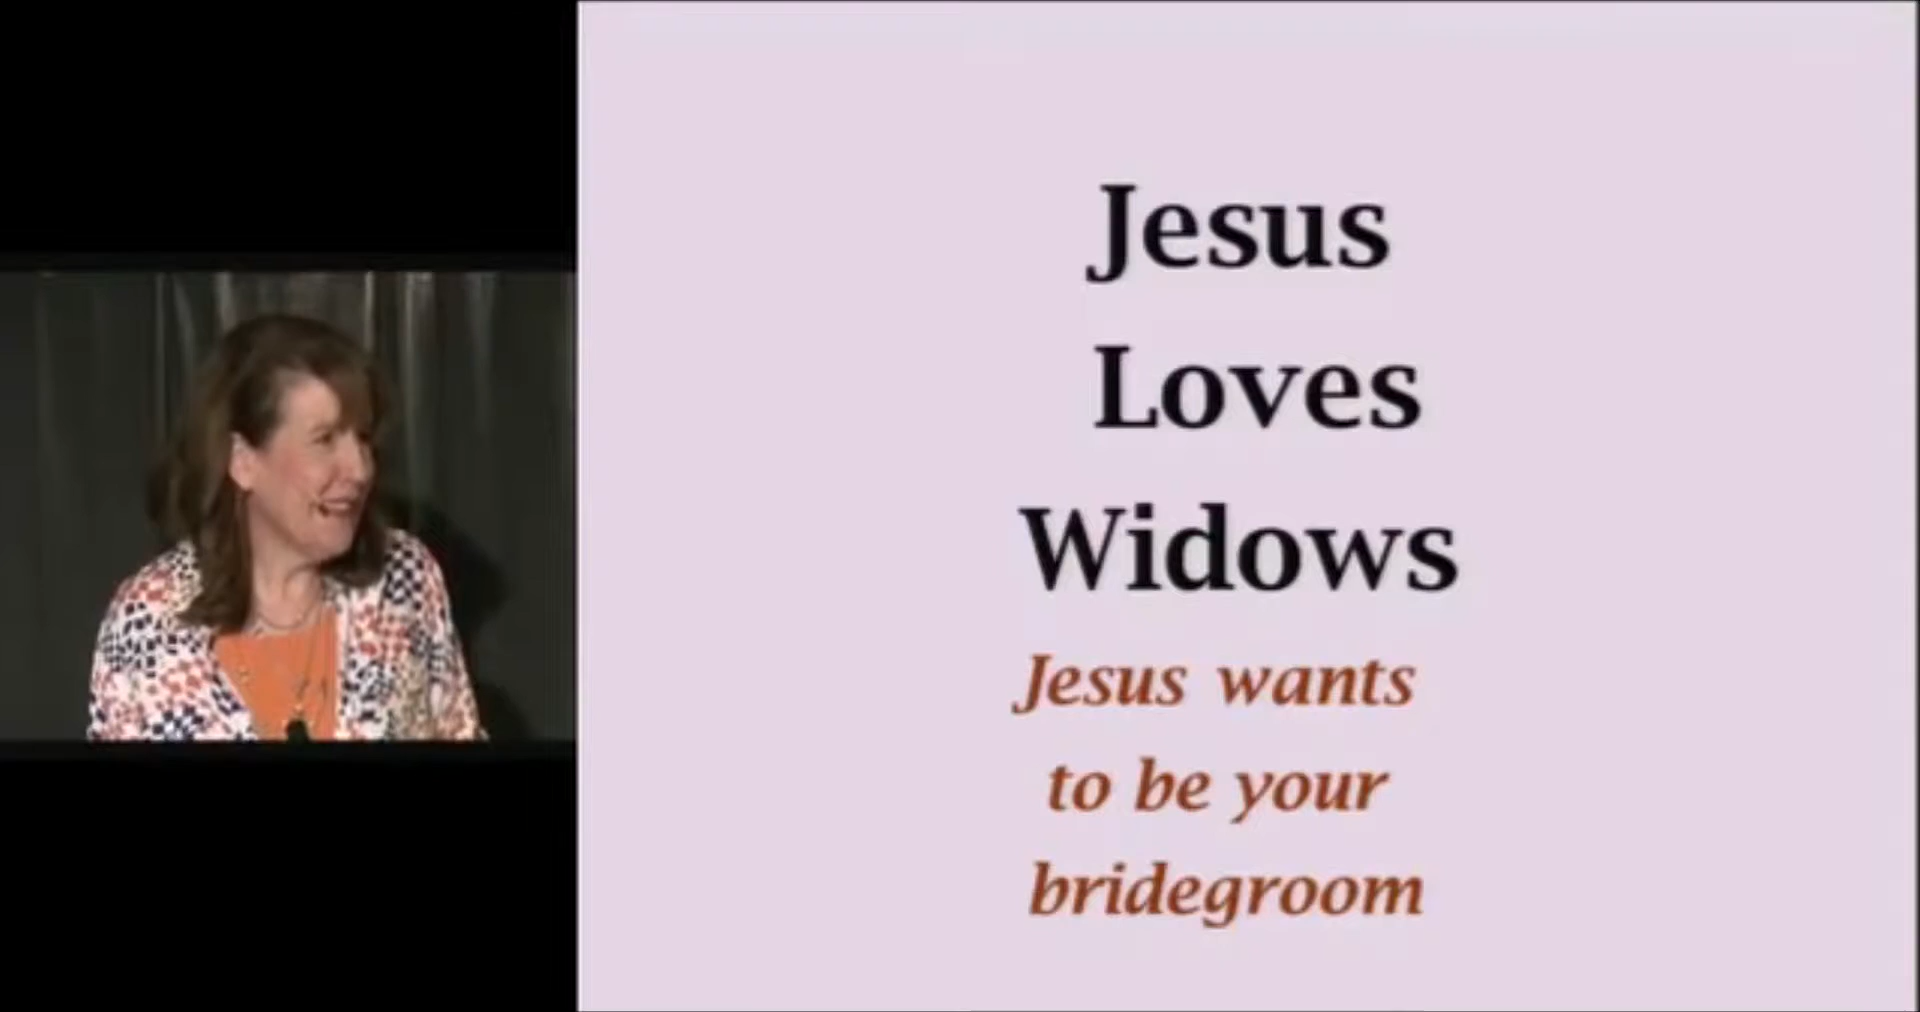 Jesus
Loves
Widows
Jesus wants
to be your
bridegroom